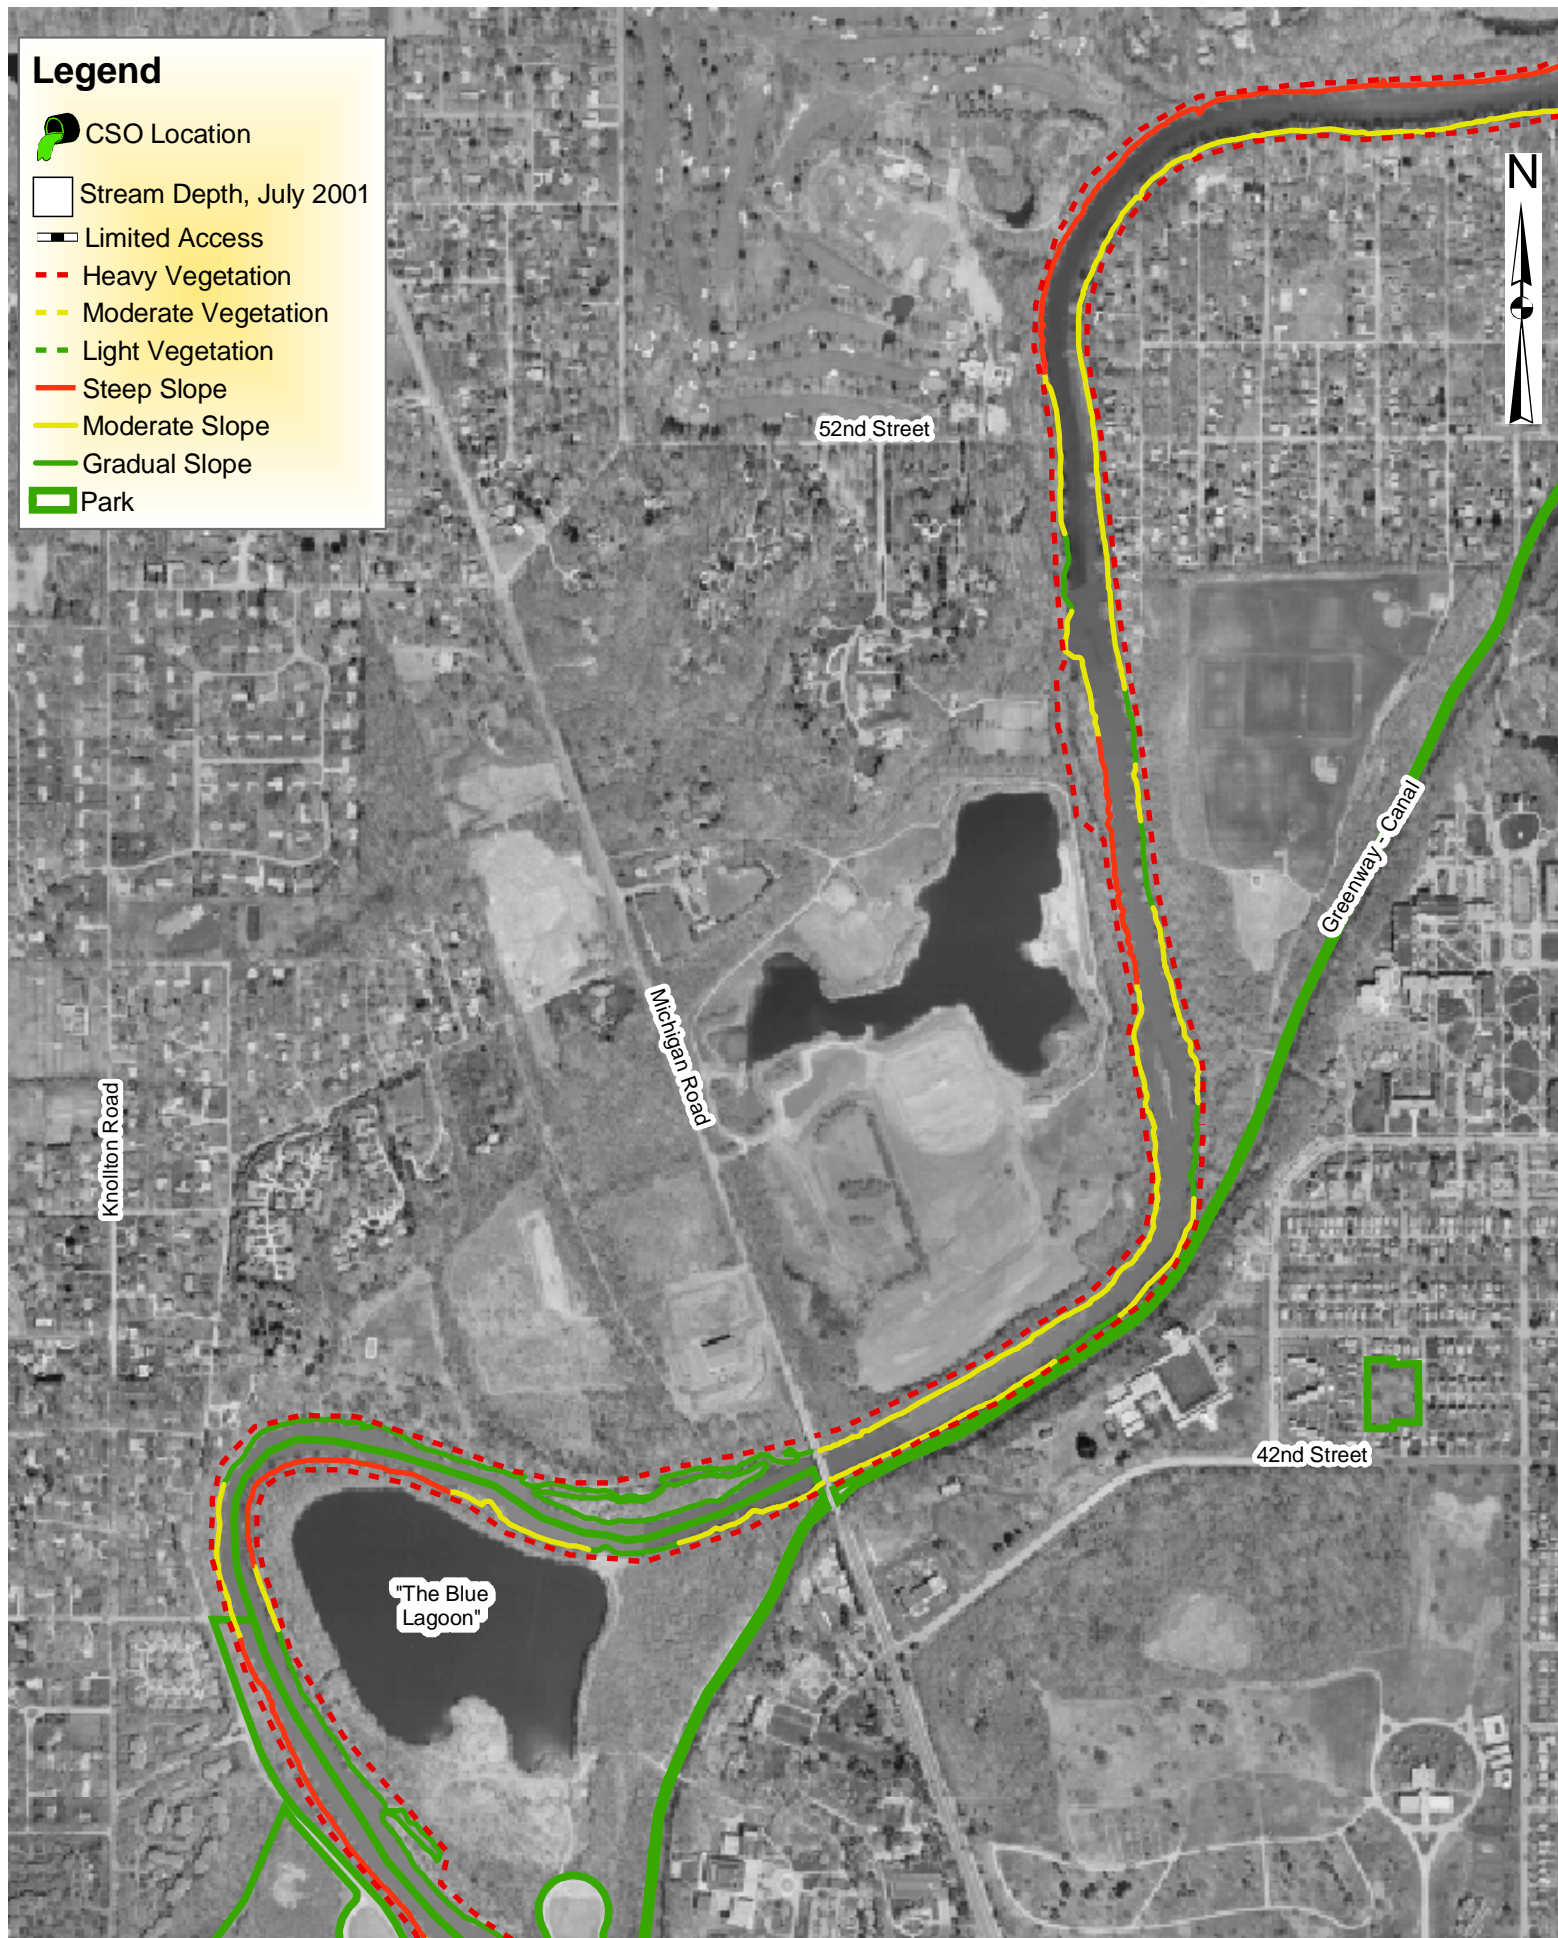 Legend
CSO Location
Stream Depth, July 2001
Limited Access
Heavy Vegetation
Moderate Vegetation
Light Vegetation
Steep Slope
Moderate Slope
Gradual Slope
Park
N
52nd Street
Greenway - Canal
Michigan Road
Knollton Road
42nd Street
"The Blue
Lagoon"